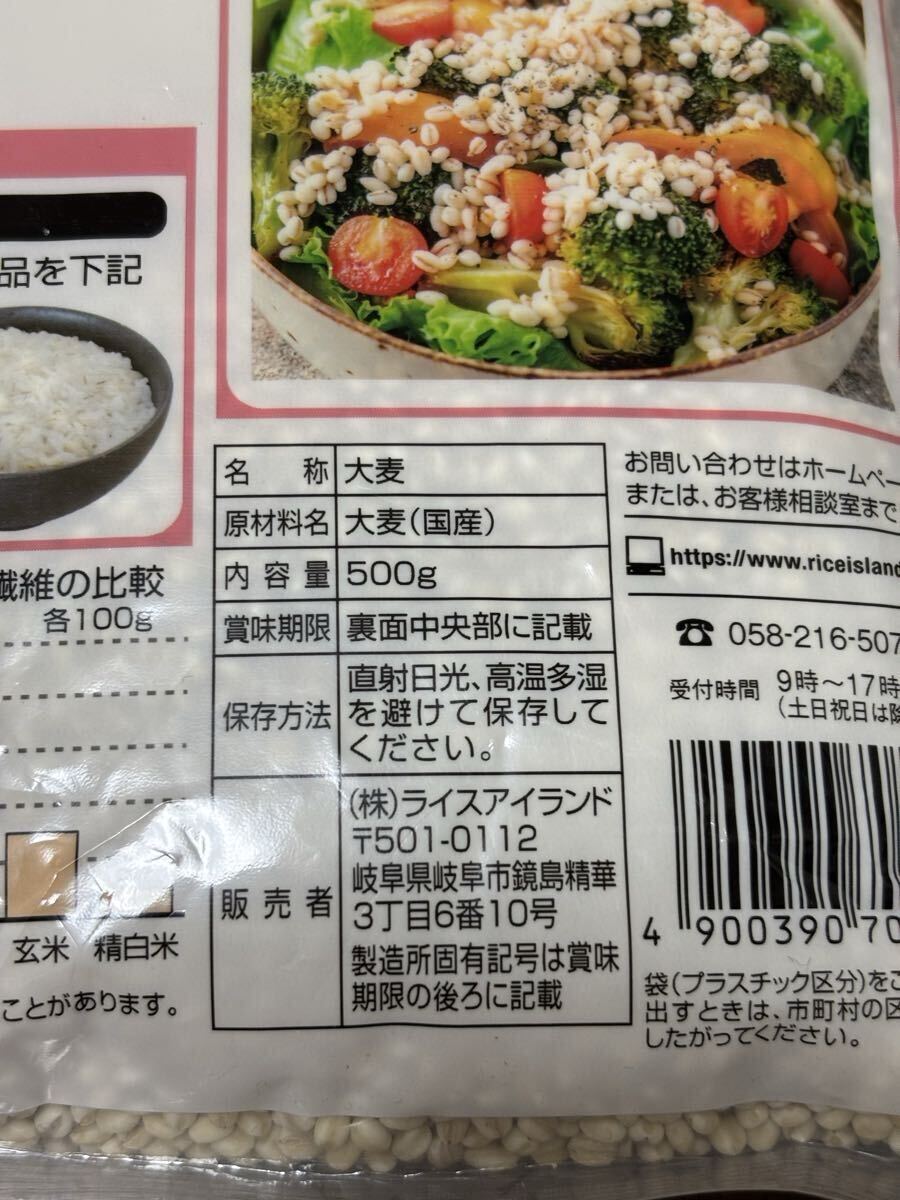 品を下記
繊維の比較
各100g
玄米 精白米
ことがあります。
名称 大麦
原材料名 大麦(国産)
内容量 500g
賞味期限 裏面中央部に記載
保存方法 直射日光、高温多湿
を避けて保存して
ください。
販売者 (株)ライスアイランド
〒501-0112
岐阜県岐阜市鏡島精華
3丁目6番10号
製造所固有記号は賞味
期限の後ろに記載
お問い合わせはホームペー
または、お客様相談室まで
https://www.riceisland
☎ 058-216-507
受付時間 9時〜17時
(土日祝日は除
4 900390 70
袋(プラスチック区分)をご
出すときは、市町村の区
したがってください。